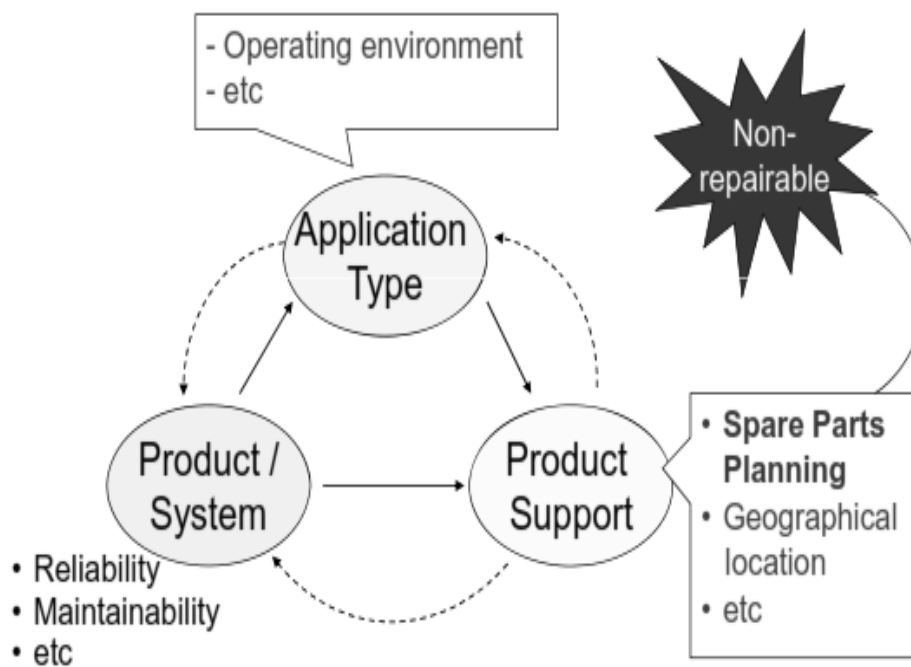 - Operating environment
- etc
Non-
repairable
Application
Type
Product /
System
Product
Support
• Spare Parts
Planning
• Geographical
location
• etc
• Reliability
• Maintainability
• etc